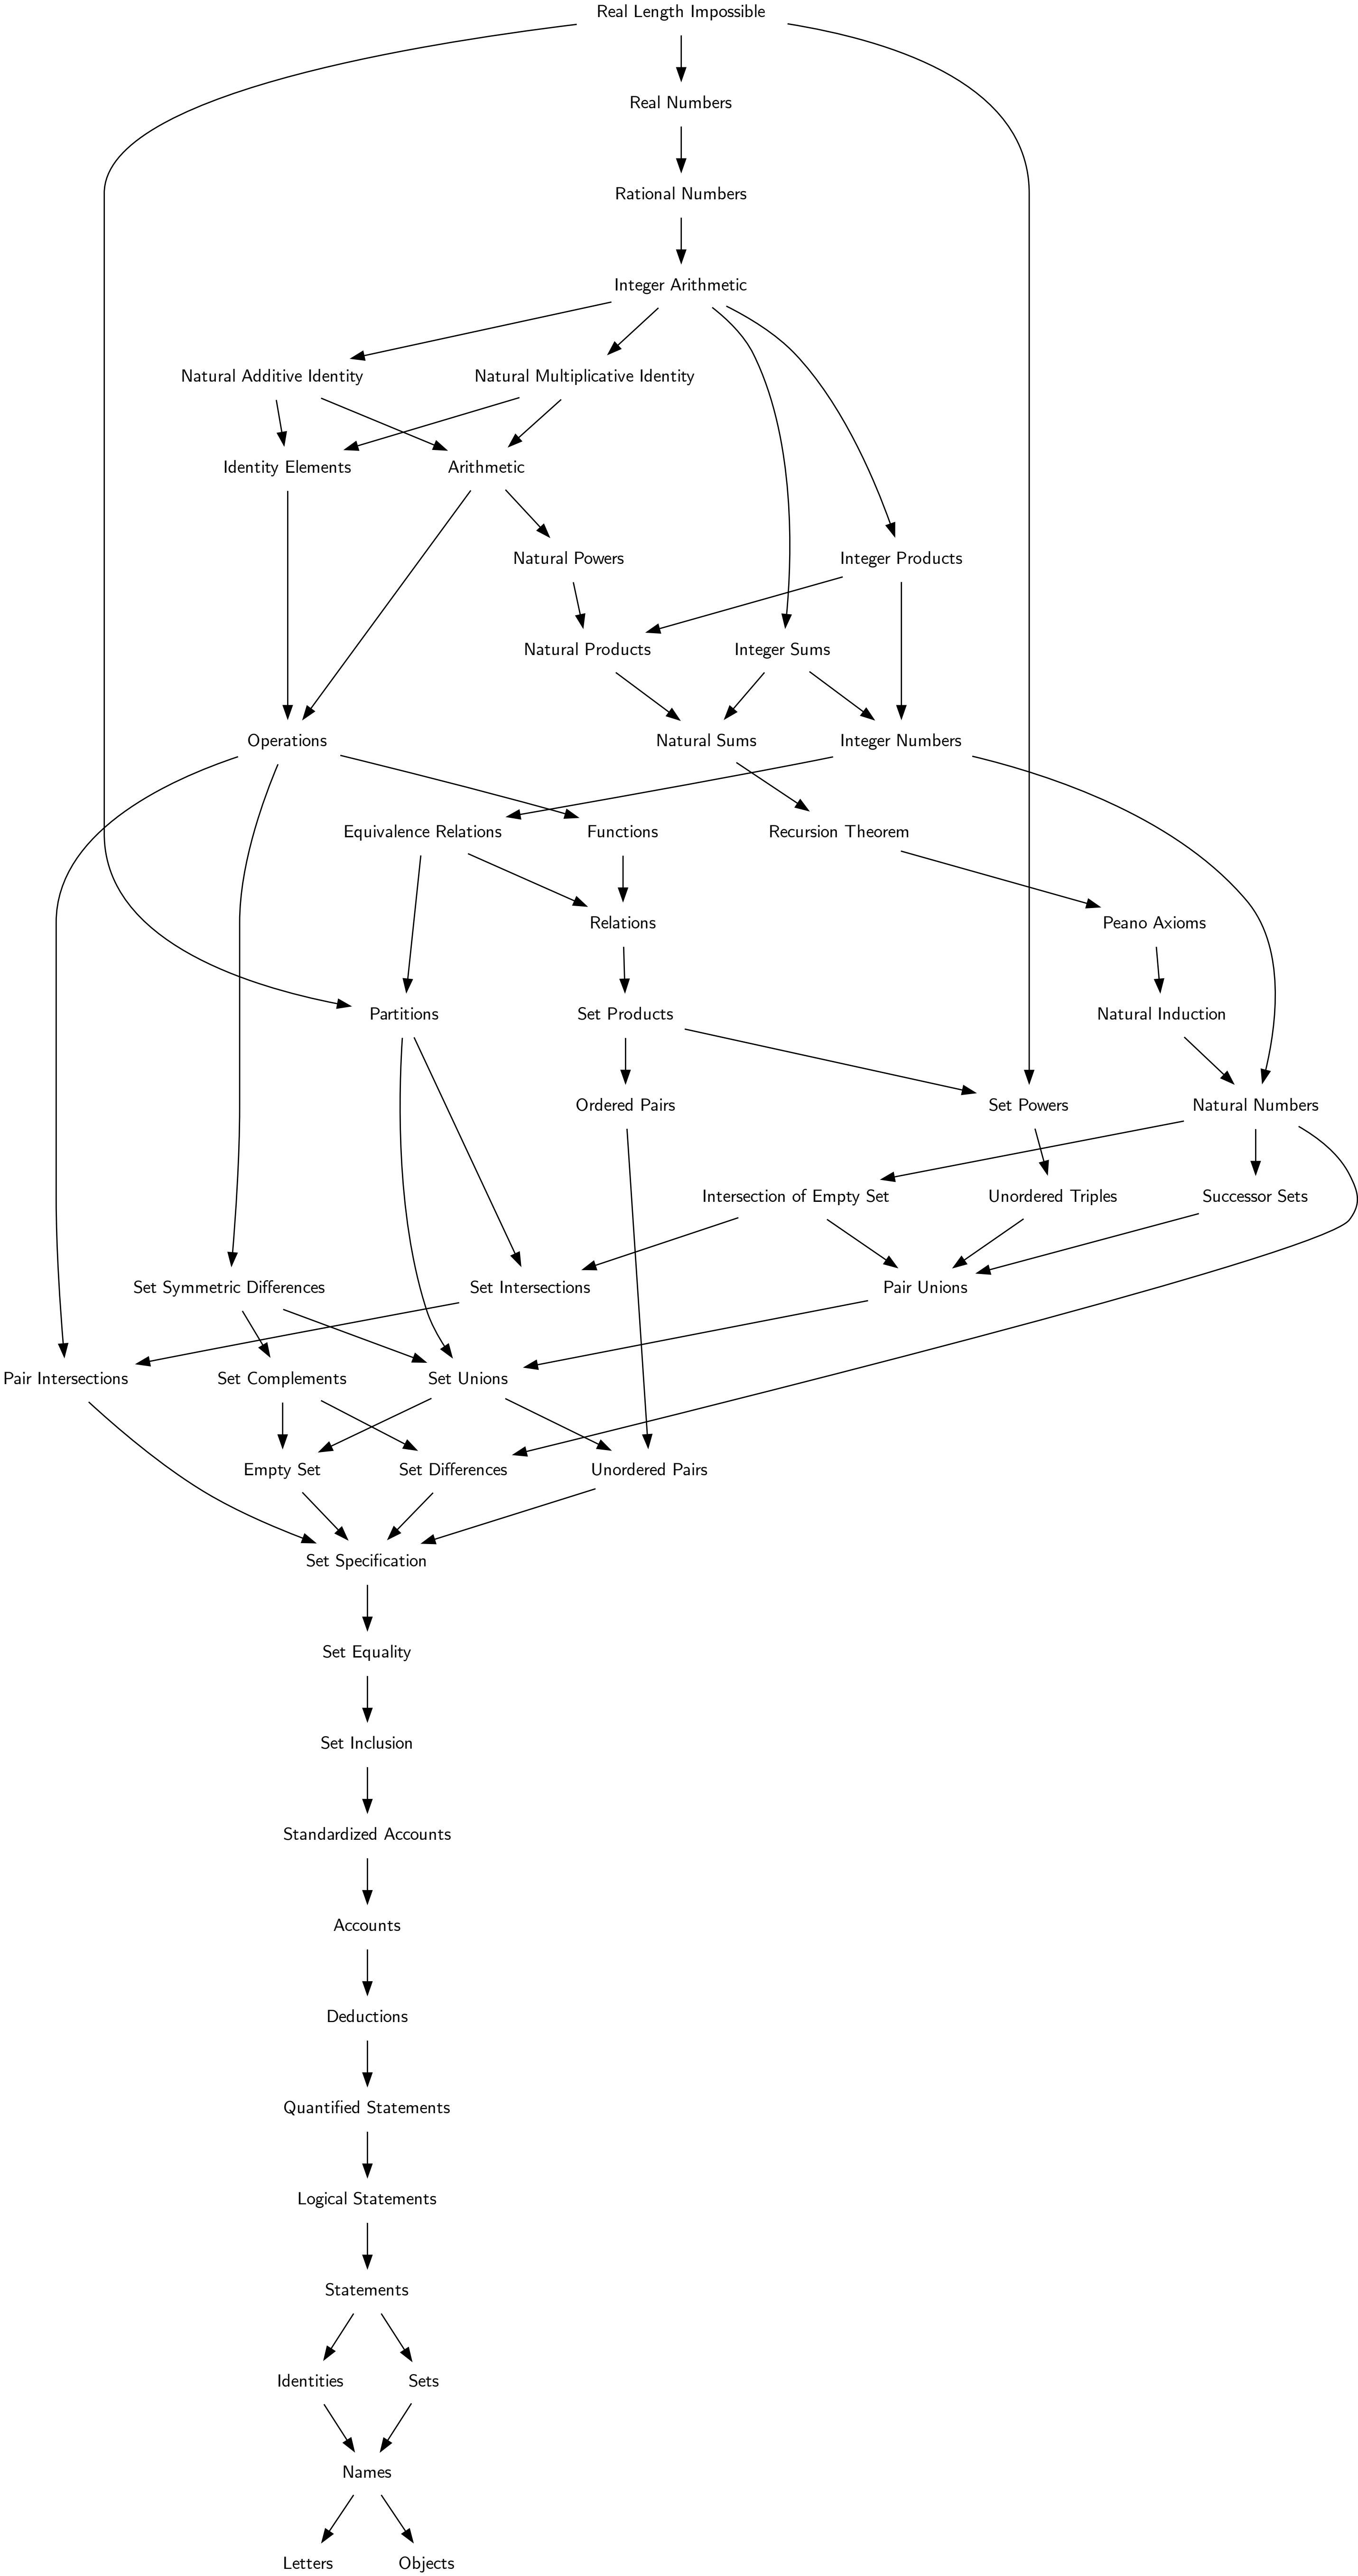 Real Length Impossible
Real Numbers
Rational Numbers
Integer Arithmetic
Natural Additive Identity
Natural Multiplicative Identity
Identity Elements
Arithmetic
Natural Powers
Integer Products
Natural Products
Integer Sums
Operations
Natural Sums
Integer Numbers
Equivalence Relations
Functions
Recursion Theorem
Relations
Peano Axioms
Partitions
Set Products
Natural Induction
Ordered Pairs
Set Powers
Natural Numbers
Intersection of Empty Set
Unordered Triples
Successor Sets
Set Symmetric Differences
Set Intersections
Pair Unions
Pair Intersections
Set Complements
Set Unions
Empty Set
Set Differences
Unordered Pairs
Set Specification
Set Equality
Set Inclusion
Standardized Accounts
Accounts
Deductions
Quantified Statements
Logical Statements
Statements
Identities
Sets
Names
Letters
Objects